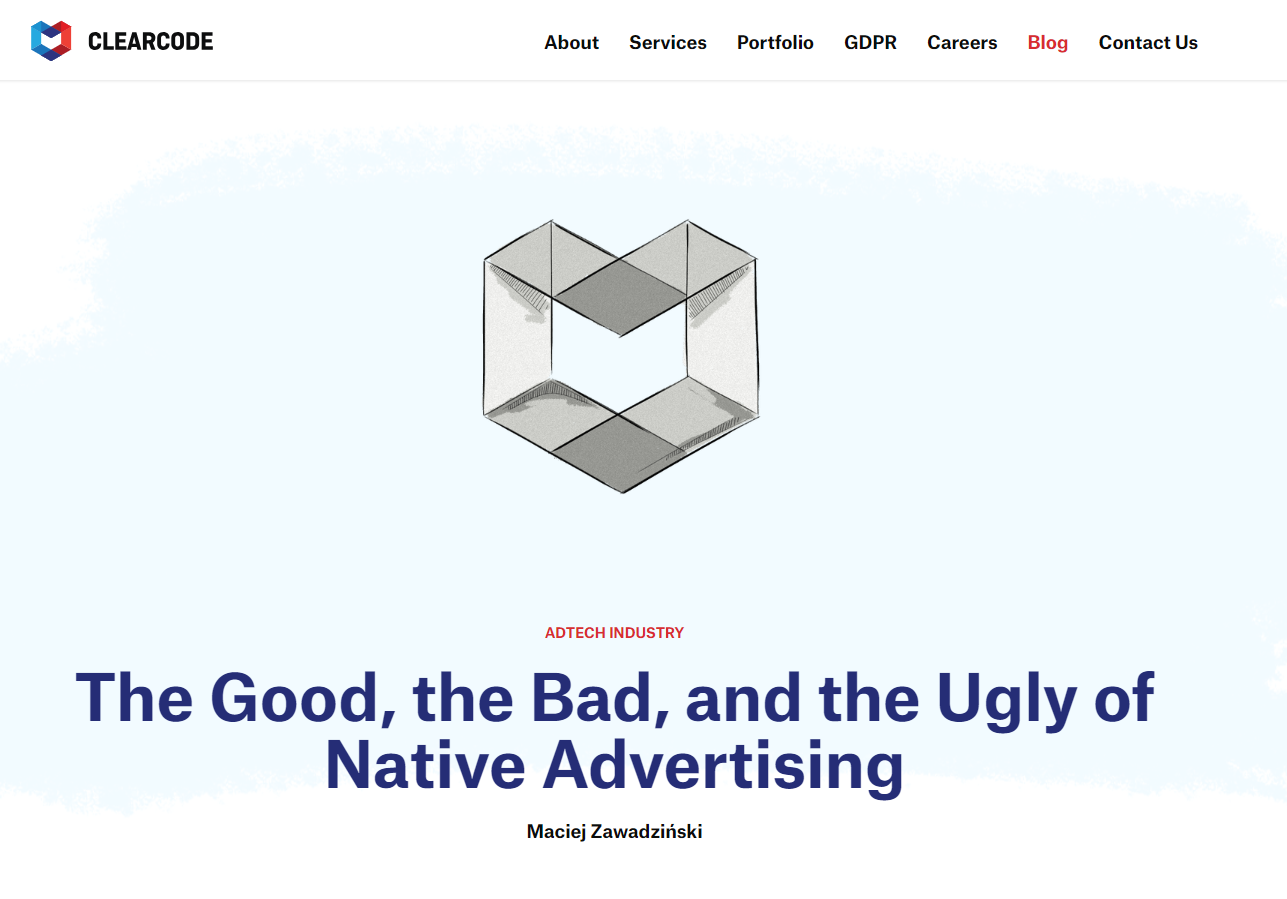 CLEARCODE
About Services Portfolio GDPR Careers Blog Contact Us
ADTECH INDUSTRY
The Good, the Bad, and the Ugly of
Native Advertising
Maciej Zawadziński